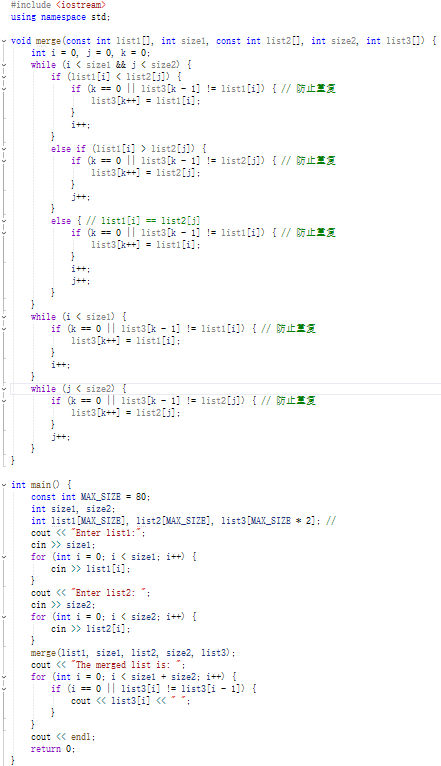 #include <iostream>
using namespace std;
void merge(const int list1[], int size1, const int list2[], int size2, int list3[]) {
    int i = 0, j = 0, k = 0;
    while (i < size1 && j < size2) {
        if (list1[i] < list2[j]) {
            if (k == 0 || list3[k - 1] != list1[i]) { // 防止重复
                list3[k++] = list1[i];
            }
            i++;
        }
        else if (list1[i] > list2[j]) {
            if (k == 0 || list3[k - 1] != list2[j]) { // 防止重复
                list3[k++] = list2[j];
            }
            j++;
        }
        else { // list1[i] == list2[j]
            if (k == 0 || list3[k - 1] != list1[i]) { // 防止重复
                list3[k++] = list1[i];
            }
            i++;
            j++;
        }
    }
    while (i < size1) {
        if (k == 0 || list3[k - 1] != list1[i]) { // 防止重复
            list3[k++] = list1[i];
        }
        i++;
    }
    while (j < size2) {
        if (k == 0 || list3[k - 1] != list2[j]) { // 防止重复
            list3[k++] = list2[j];
        }
        j++;
    }
}
int main() {
    const int MAX_SIZE = 80;
    int size1, size2;
    int list1[MAX_SIZE], list2[MAX_SIZE], list3[MAX_SIZE * 2]; //
    cout << "Enter list1:";
    cin >> size1;
    for (int i = 0; i < size1; i++) {
        cin >> list1[i];
    }
    cout << "Enter list2: ";
    cin >> size2;
    for (int i = 0; i < size2; i++) {
        cin >> list2[i];
    }
    merge(list1, size1, list2, size2, list3);
    cout << "The merged list is: ";
    for (int i = 0; i < size1 + size2; i++) {
        if (i == 0 || list3[i] != list3[i - 1]) {
            cout << list3[i] << " ";
        }
    }
    cout << endl;
    return 0;
}